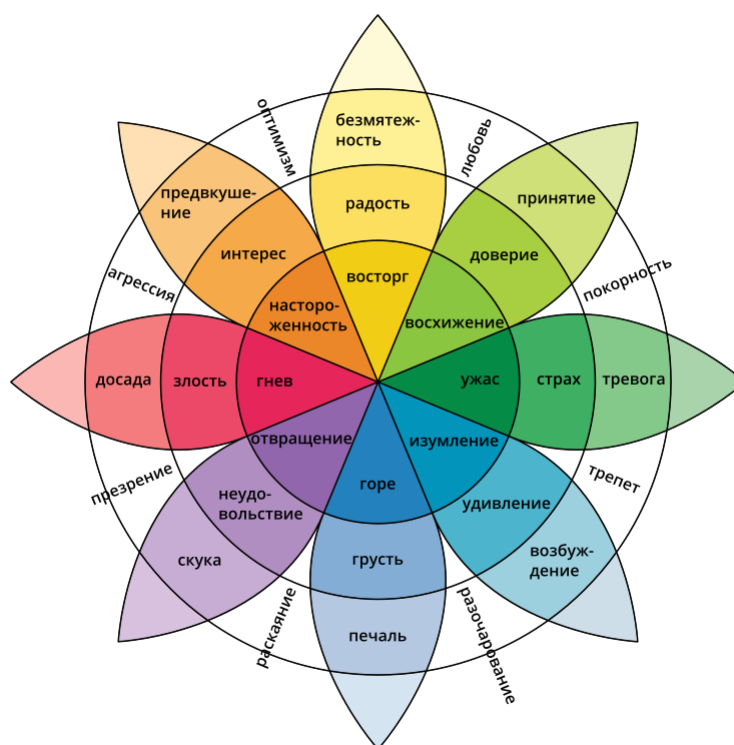 оптимизм
безмятеж-
ность
любовь
предвкуше-
ние
принятие
радость
интерес
доверие
агрессия
покорность
восторг
насторо-
женность
восхижение
досада
злость
гнев
ужас
страх
тревога
отвращение
изумление
презрение
трепет
неудо-
вольствие
горе
удивление
скука
грусть
возбуж-
дение
раскаяние
печаль
разочарование